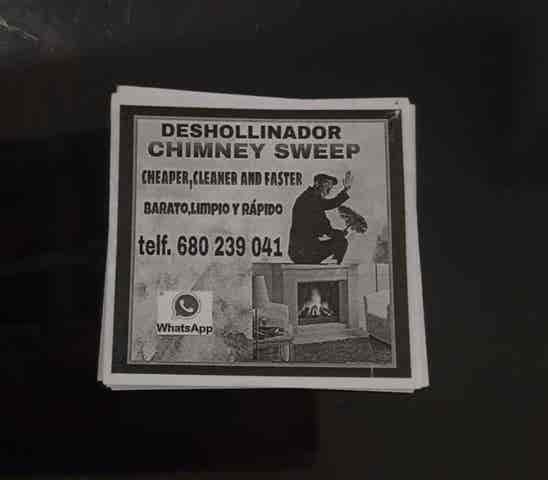 DESHOLLINADOR
CHIMNEY SWEEP
CHEAPER,CLEANER AND FASTER
BARATO,LIMPIO Y RÁPIDO
telf. 680 239 041
WhatsApp